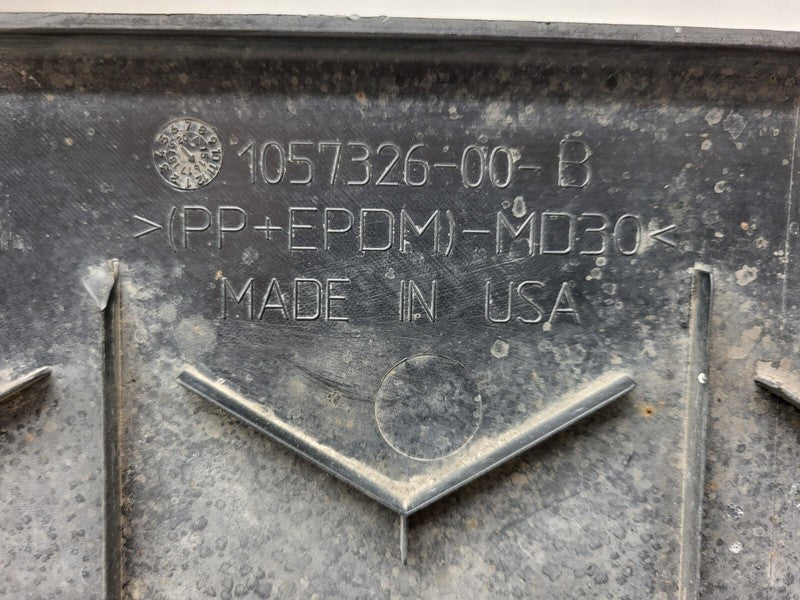 1057326-00-B
>(PP+EPDM)-MD30<
MADE IN USA